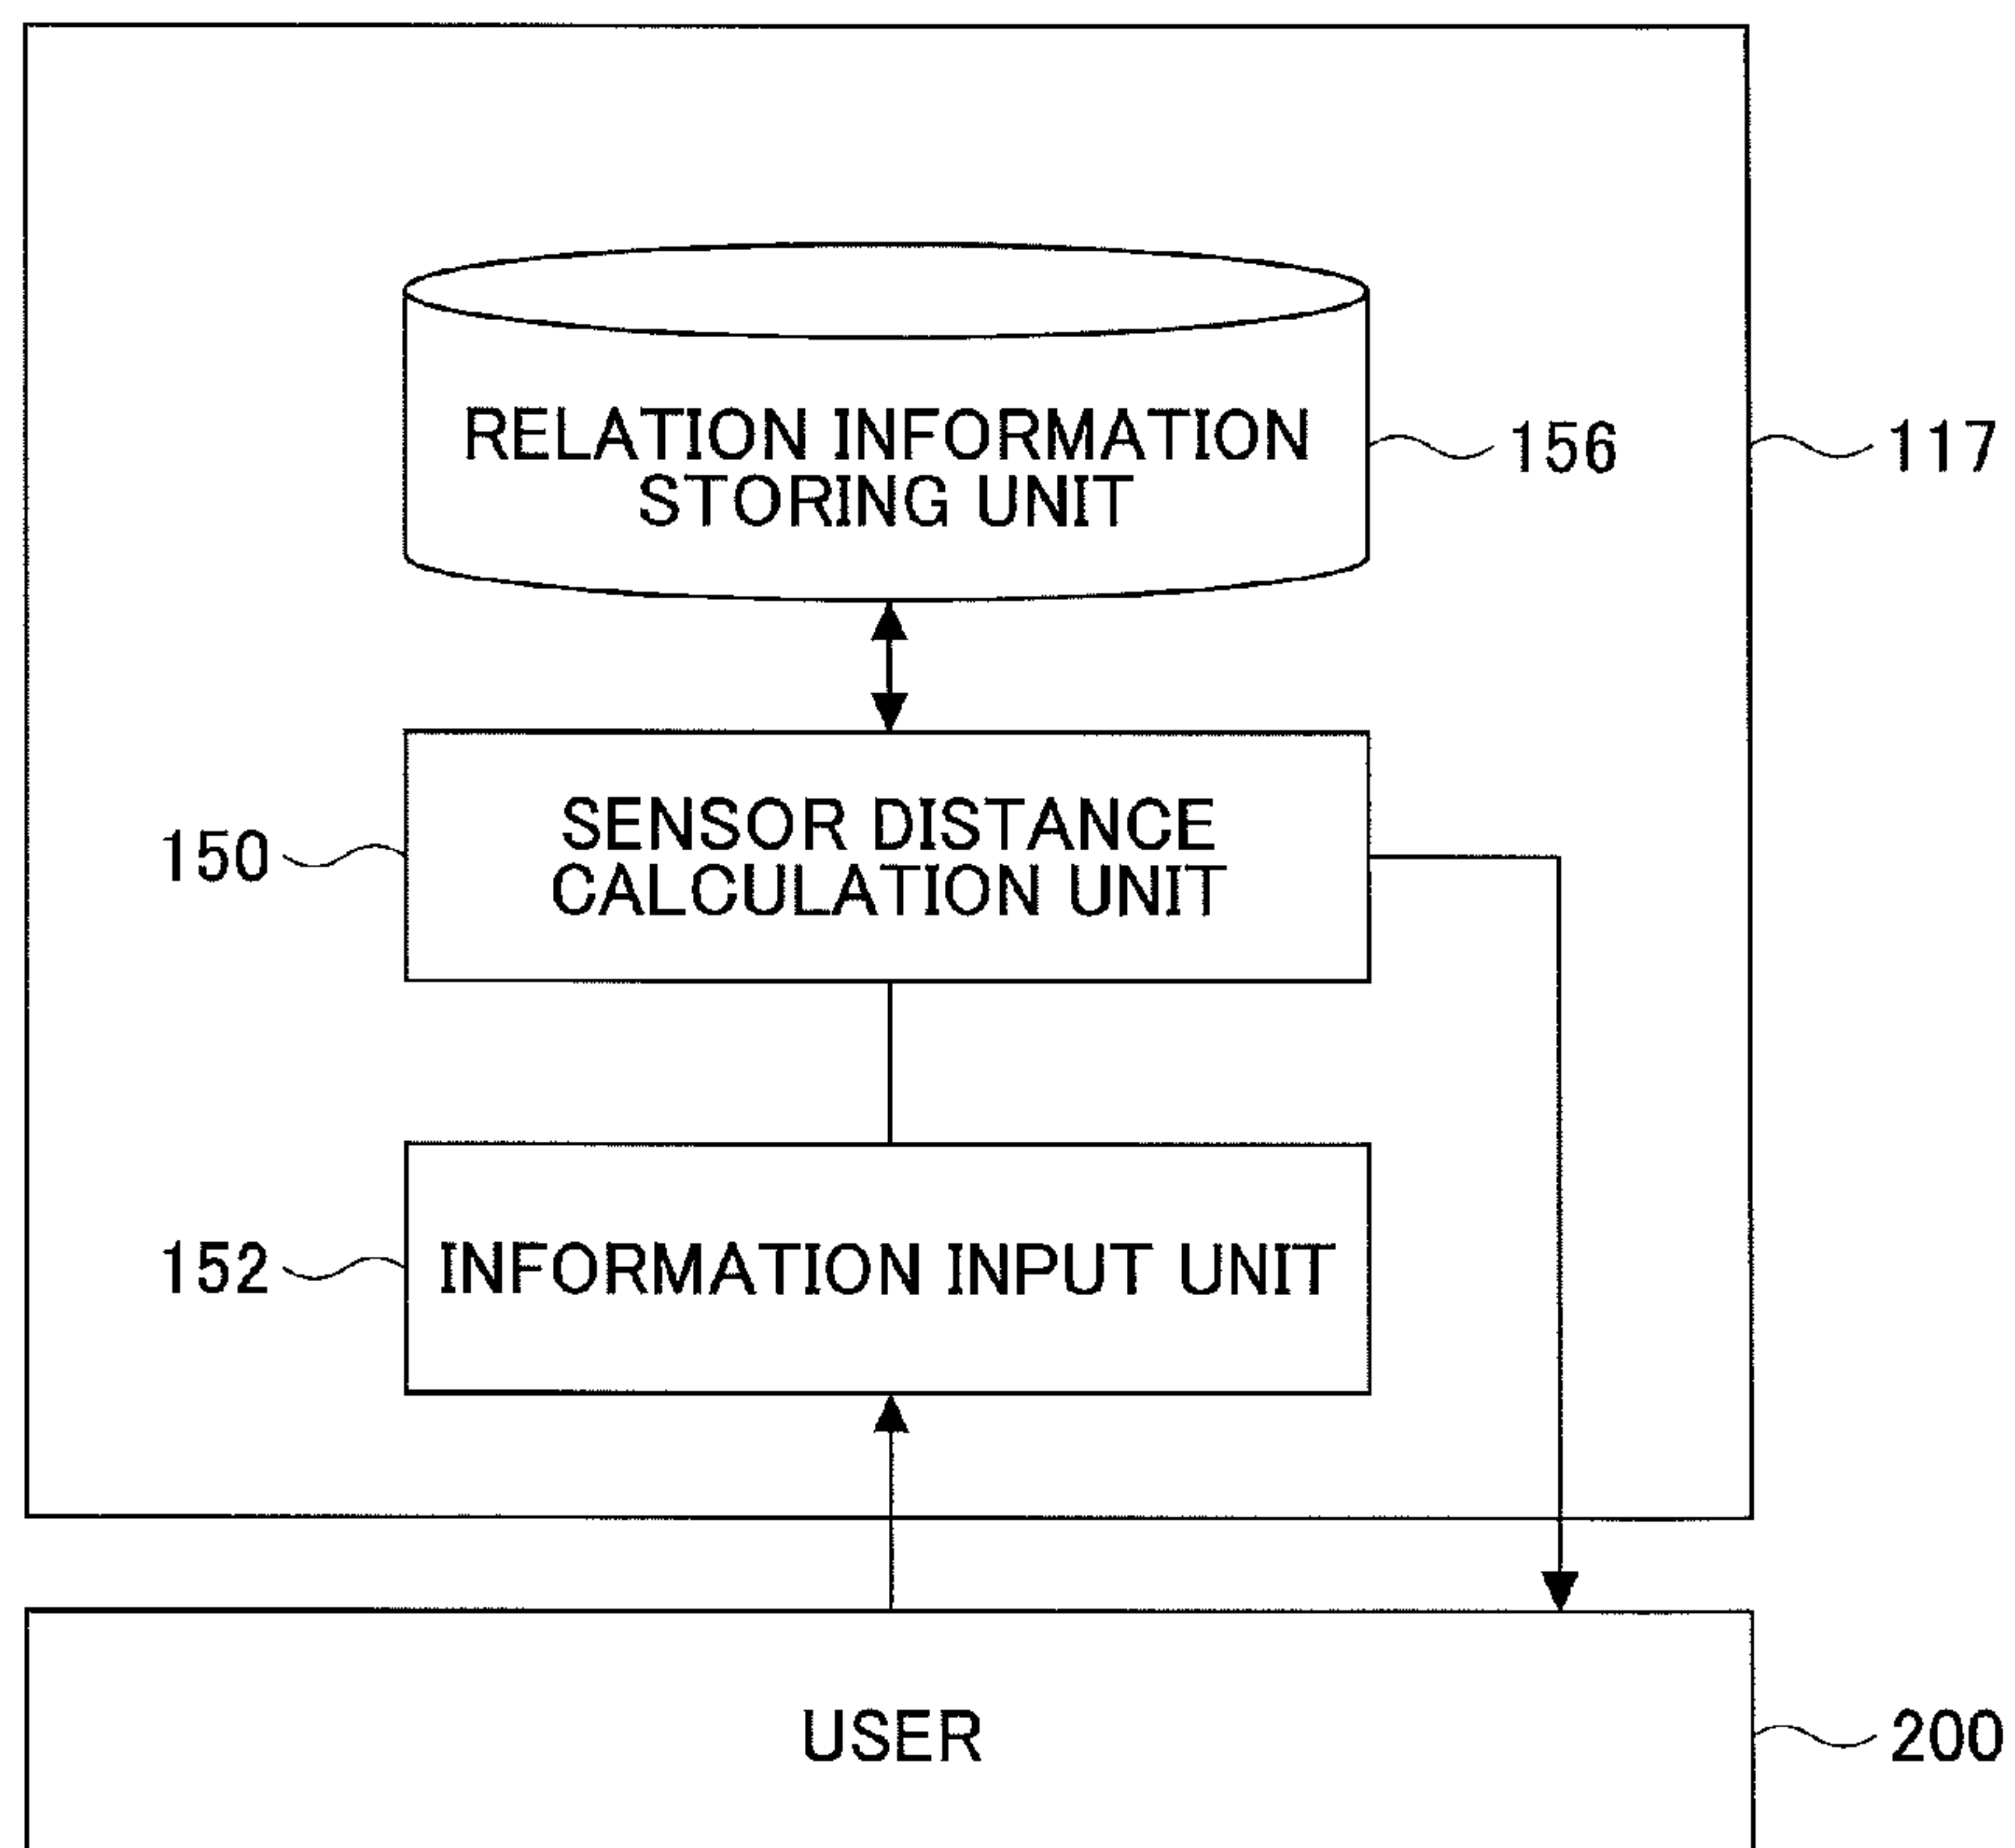 RELATION INFORMATION
STORING UNIT
156
117
SENSOR DISTANCE
CALCULATION UNIT
150
152
INFORMATION INPUT UNIT
USER
200